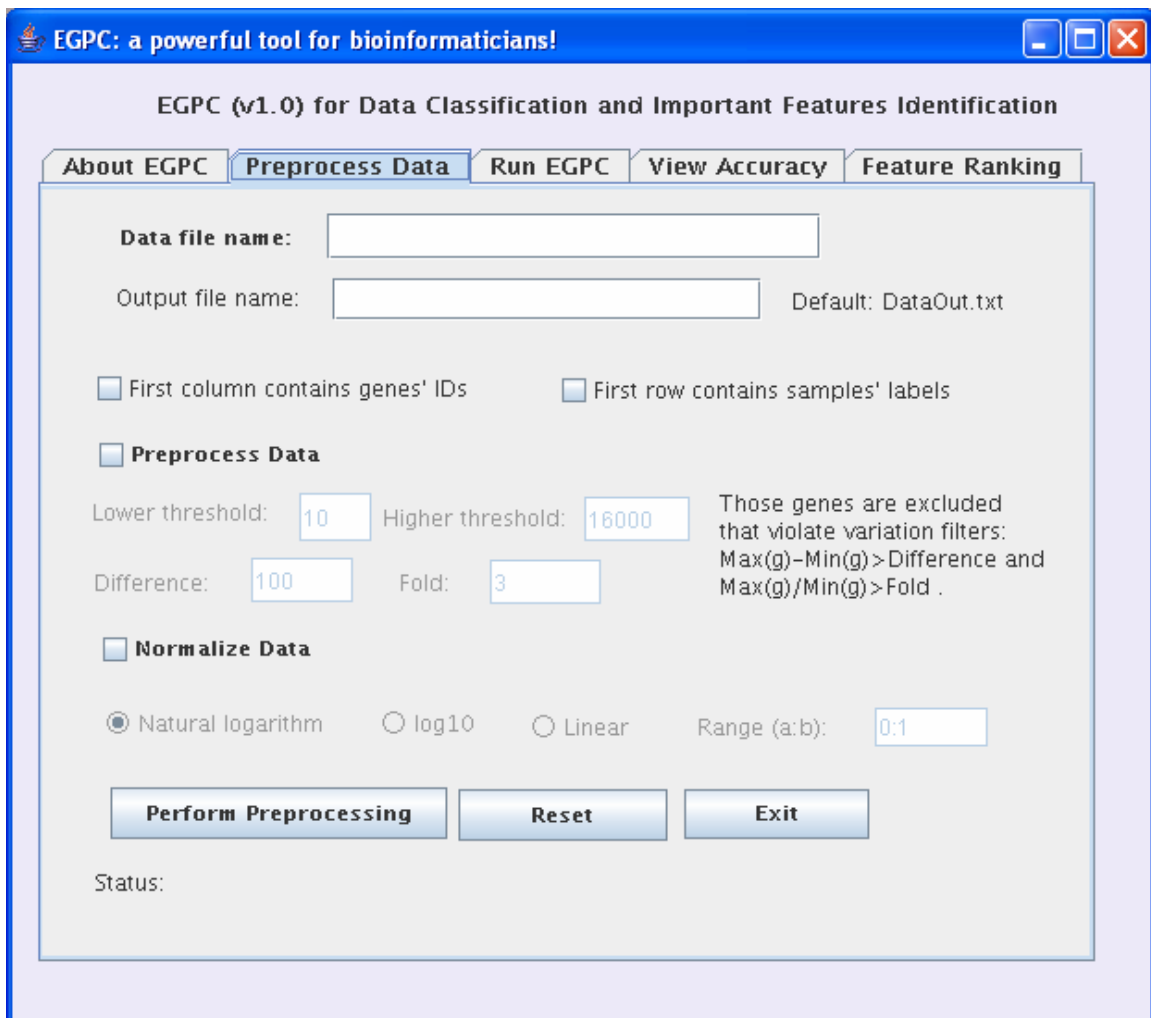 EGPC: a powerful tool for bioinformaticians!
EGPC (v1.0) for Data Classification and Important Features Identification
About EGPC Preprocess Data Run EGPC View Accuracy Feature Ranking
Data file name:
Output file name: Default: DataOut.txt
First column contains genes' IDs First row contains samples' labels
Preprocess Data
Lower threshold: 10 Higher threshold: 16000
Difference: 100 Fold: 3
Those genes are excluded
that violate variation filters:
Max(g)-Min(g)>Difference and
Max(g)/Min(g)>Fold .
Normalize Data
Natural logarithm log10 Linear Range (a:b): 0:1
Perform Preprocessing Reset Exit
Status: